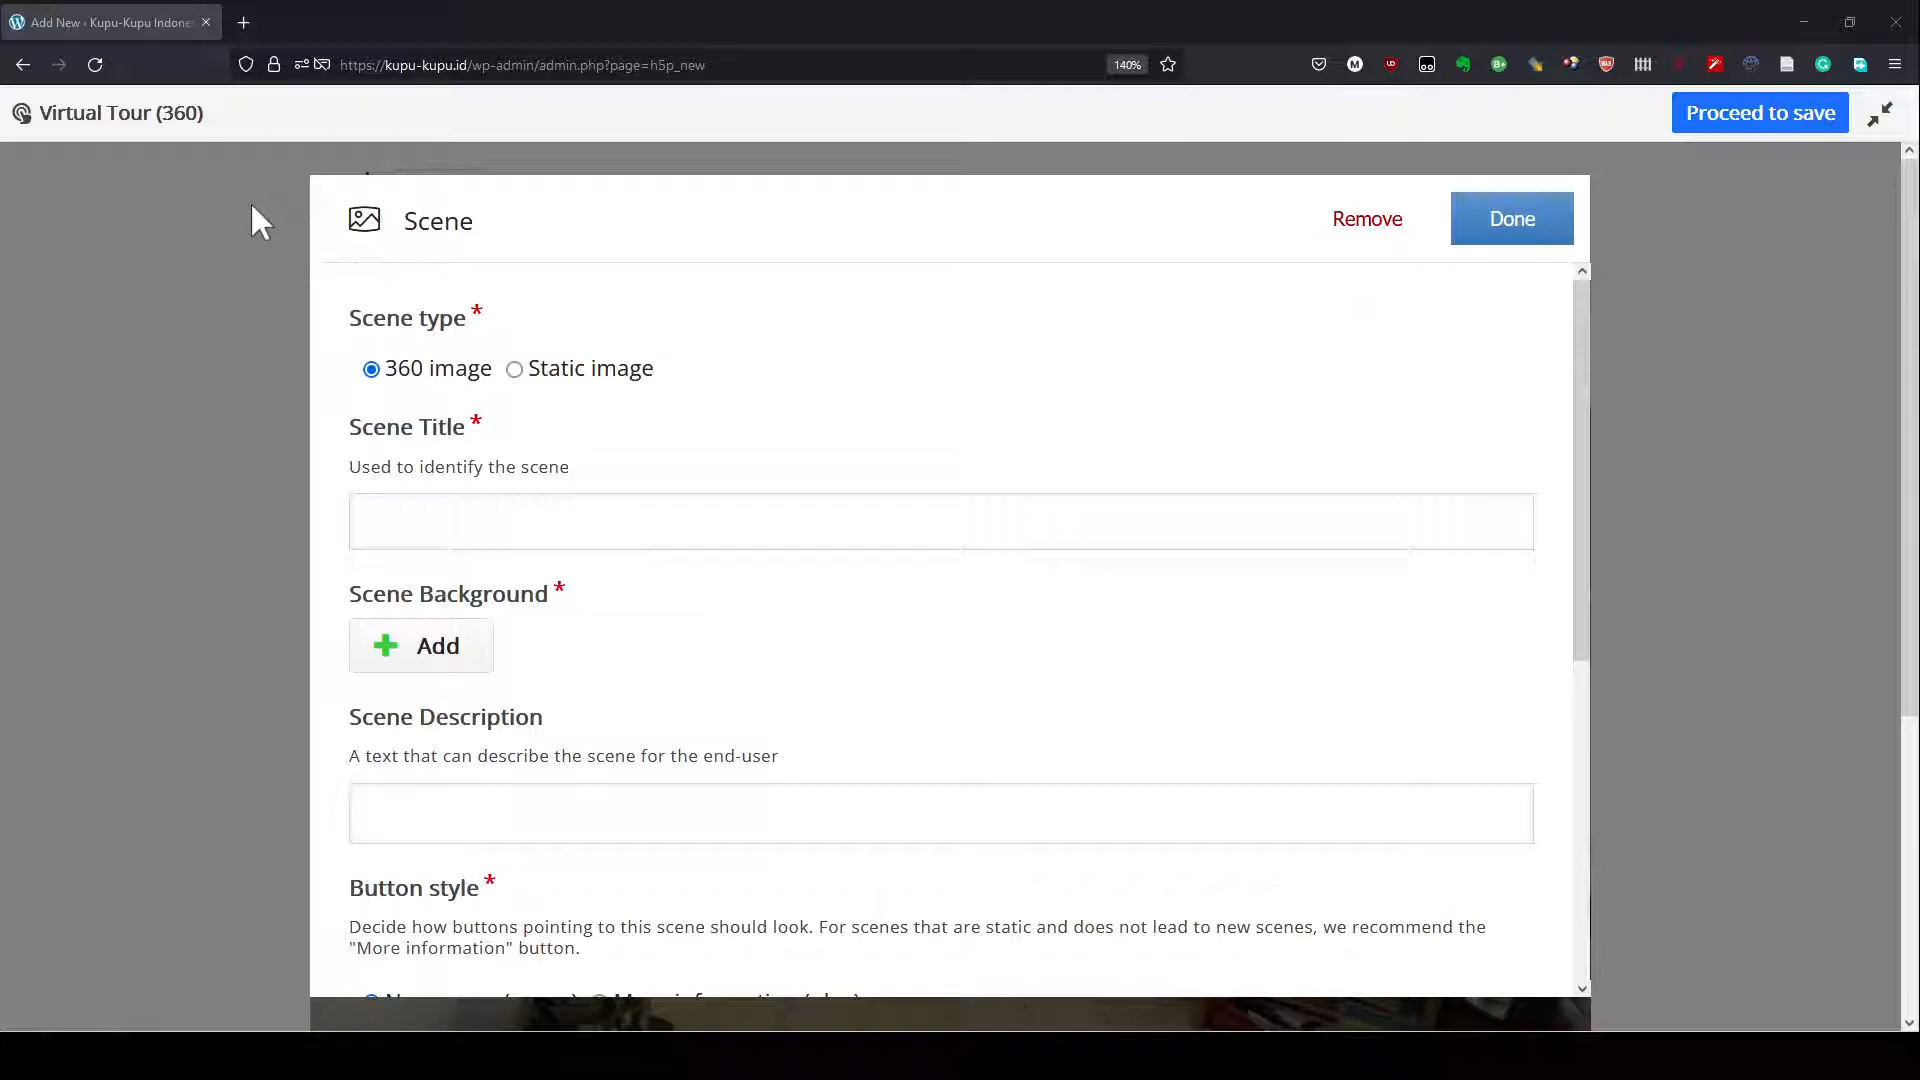 Add New ‹ Kupu-Kupu Indones
https://kupu-kupu.id/wp-admin/admin.php?page=h5p_new
140%
Virtual Tour (360)
Proceed to save
Scene
Remove
Done
Scene type *
360 image
Static image
Scene Title *
Used to identify the scene
Scene Background *
Add
Scene Description
A text that can describe the scene for the end-user
Button style *
Decide how buttons pointing to this scene should look. For scenes that are static and does not lead to new scenes, we recommend the
"More information" button.